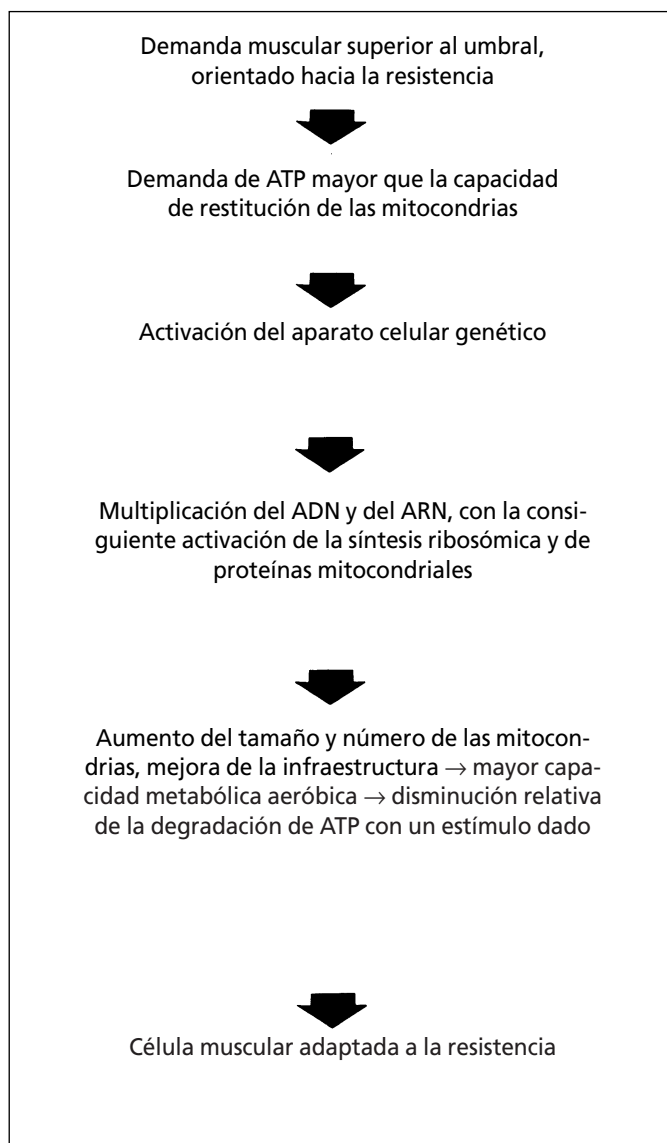 Demanda muscular superior al umbral,
orientado hacia la resistencia
Demanda de ATP mayor que la capacidad
de restitución de las mitocondrias
Activación del aparato celular genético
Multiplicación del ADN y del ARN, con la consi-
guiente activación de la síntesis ribosómica y de
proteínas mitocondriales
Aumento del tamaño y número de las mitocon-
drias, mejora de la infraestructura → mayor capa-
cidad metabólica aeróbica → disminución relativa
de la degradación de ATP con un estímulo dado
Célula muscular adaptada a la resistencia